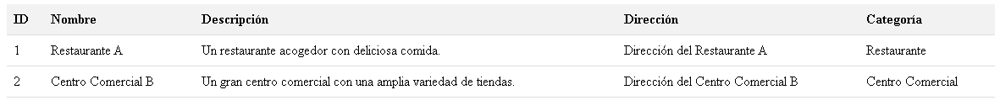 ID Nombre Descripción Dirección Categoría
1 Restaurante A Un restaurante acogedor con deliciosa comida. Dirección del Restaurante A Restaurante
2 Centro Comercial B Un gran centro comercial con una amplia variedad de tiendas. Dirección del Centro Comercial B Centro Comercial